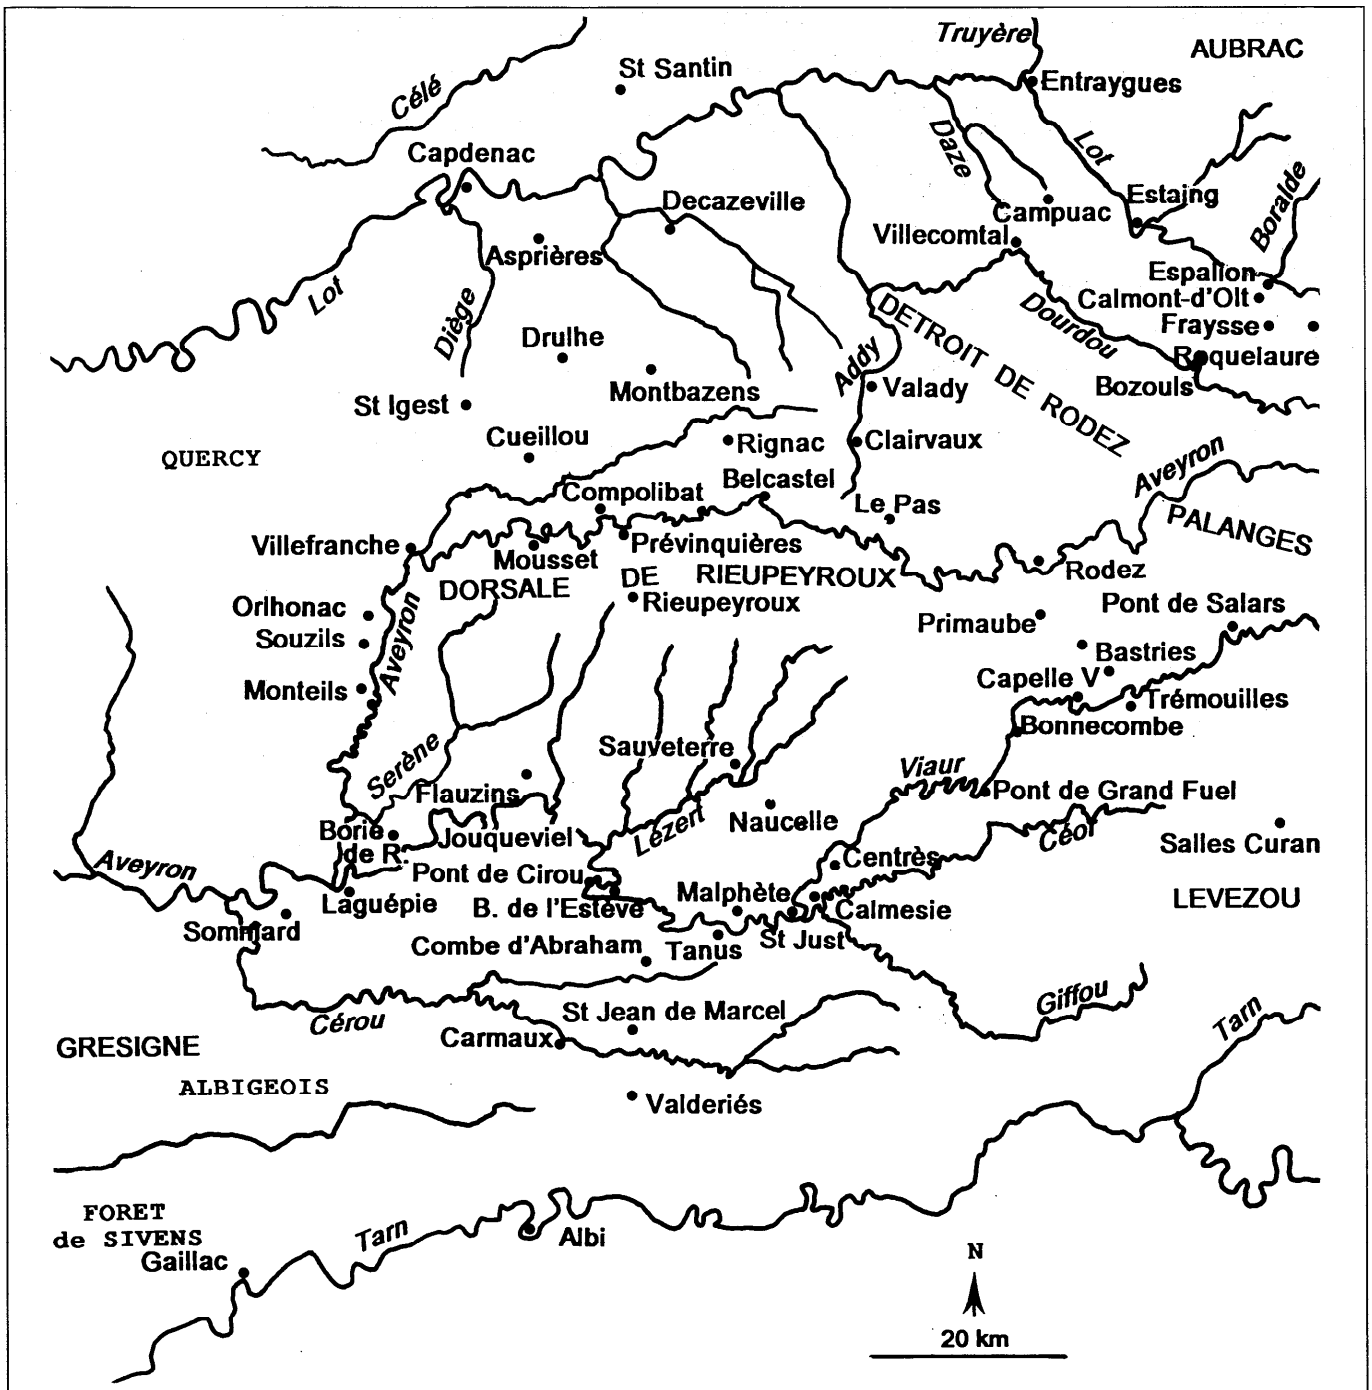 Truyère
AUBRAC
St Santin
Entraygues
Célé
Lot
Daze
Capdenac
Estaing
Boralde
Decazeville
Campuac
Villecomtal
Asprières
Espalion
Calmont-d'Olt
Lot
Diège
Dourdou
Fraysse
DETROIT DE RODEZ
Drulhe
Roquelaure
Addy
Montbazens
Valady
Bozouls
St Igest
Cueillou
Rignac
Clairvaux
QUERCY
Aveyron
Belcastel
Compolibat
Le Pas
PALANGES
Villefranche
Mousset
Prévinquières
Rodez
DORSALE DE RIEUPEYROUX
Orlhonac
Aveyron
Rieupeyroux
Pont de Salars
Primaube
Souzils
Bastries
Monteils
Capelle V
Trémouilles
Bonnecombe
Sauveterre
Serène
Viaur
Flauzins
Pont de Grand Fuel
Naucelle
Lézert
Borie
de R.
Jouqueviel
Céor
Salles Curan
Aveyron
Centrès
Pont de Cirou
Malphète
Laguépie
B. de l'Estève
Calmesie
LEVEZOU
Sommard
Combe d'Abraham
Tanus
St Just
Giffou
Cérou
St Jean de Marcel
Tarn
Carmaux
GRESIGNE
ALBIGEOIS
Valderiés
FORET
de SIVENS
Tarn
Albi
Gaillac
N
20 km